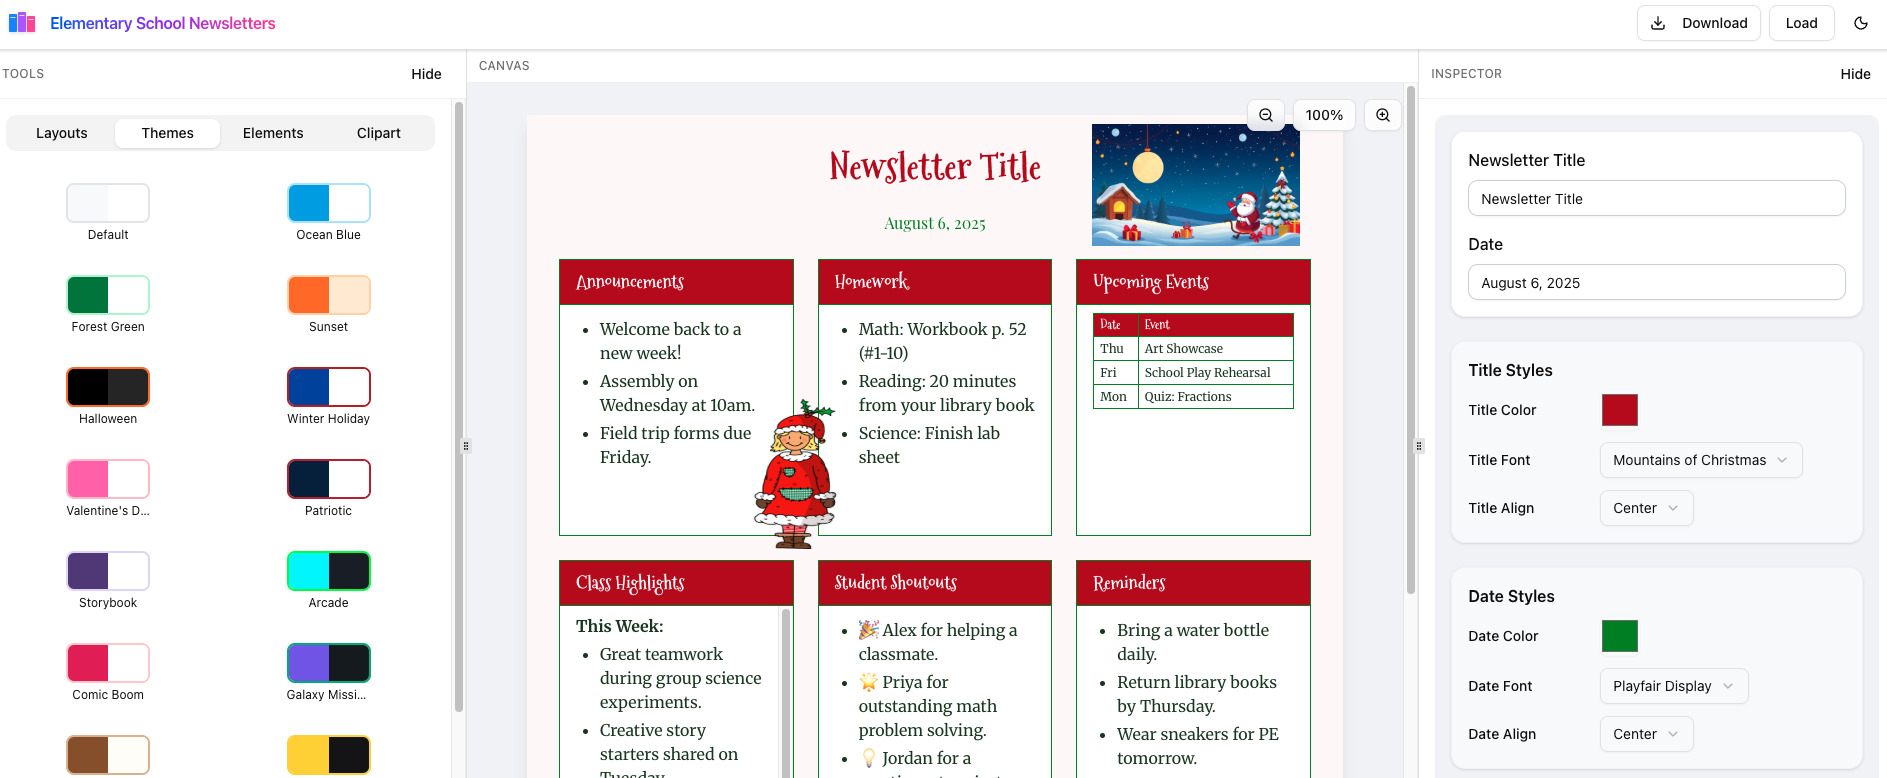 Elementary School Newsletters
Download
Load
TOOLS
Hide
CANVAS
INSPECTOR
Hide
Layouts
Themes
Elements
Clipart
Default
Ocean Blue
Forest Green
Sunset
Halloween
Winter Holiday
Valentine's D...
Patriotic
Storybook
Arcade
Comic Boom
Galaxy Missi...
100%
Newsletter Title
August 6, 2025
Announcements
Welcome back to a
new week!
Assembly on
Wednesday at 10am.
Field trip forms due
Friday.
Homework
Math: Workbook p. 52
(#1-10)
Reading: 20 minutes
from your library book
Science: Finish lab
sheet
Upcoming Events
Date Event
Thu Art Showcase
Fri School Play Rehearsal
Mon Quiz: Fractions
Class Highlights
This Week:
Great teamwork
during group science
experiments.
Creative story
starters shared on
Tuesday
Student Shoutouts
🎉 Alex for helping a
classmate.
🌟 Priya for
outstanding math
problem solving.
💡 Jordan for a
Reminders
Bring a water bottle
daily.
Return library books
by Thursday.
Wear sneakers for PE
tomorrow.
Newsletter Title
Newsletter Title
Date
August 6, 2025
Title Styles
Title Color
Title Font
Mountains of Christmas
Title Align
Center
Date Styles
Date Color
Date Font
Playfair Display
Date Align
Center